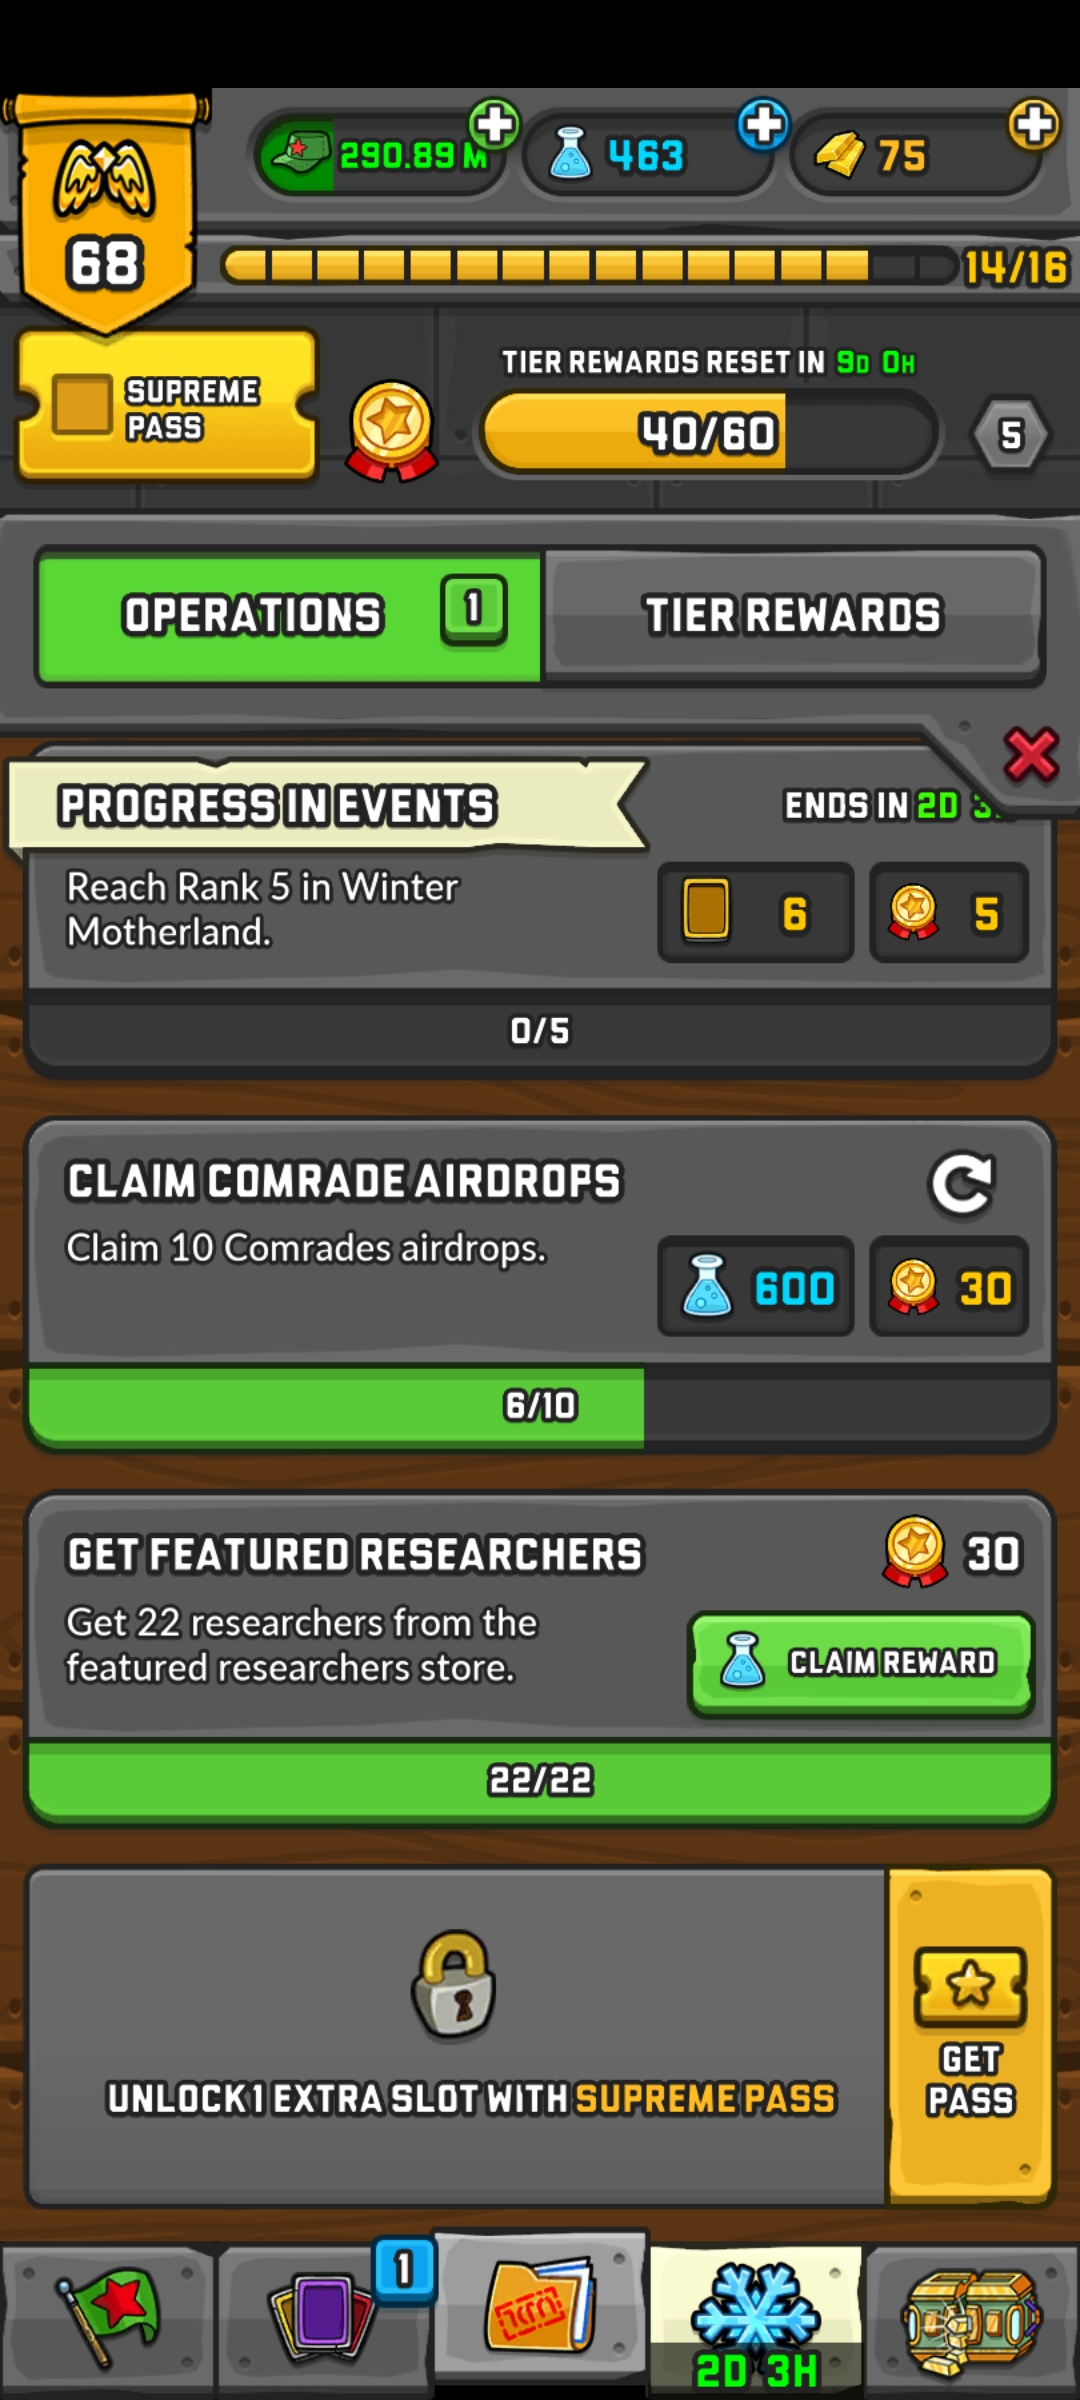 290.89 M
463
75
68
14/16
SUPREME
PASS
TIER REWARDS RESET IN 9D 0H
40/60
5
OPERATIONS
1
TIER REWARDS
PROGRESS IN EVENTS
ENDS IN 2D 3
Reach Rank 5 in Winter
Motherland.
6
5
0/5
CLAIM COMRADE AIRDROPS
Claim 10 Comrades airdrops.
600
30
6/10
GET FEATURED RESEARCHERS
30
Get 22 researchers from the
featured researchers store.
CLAIM REWARD
22/22
UNLOCK 1 EXTRA SLOT WITH SUPREME PASS
GET
PASS
1
2D 3H